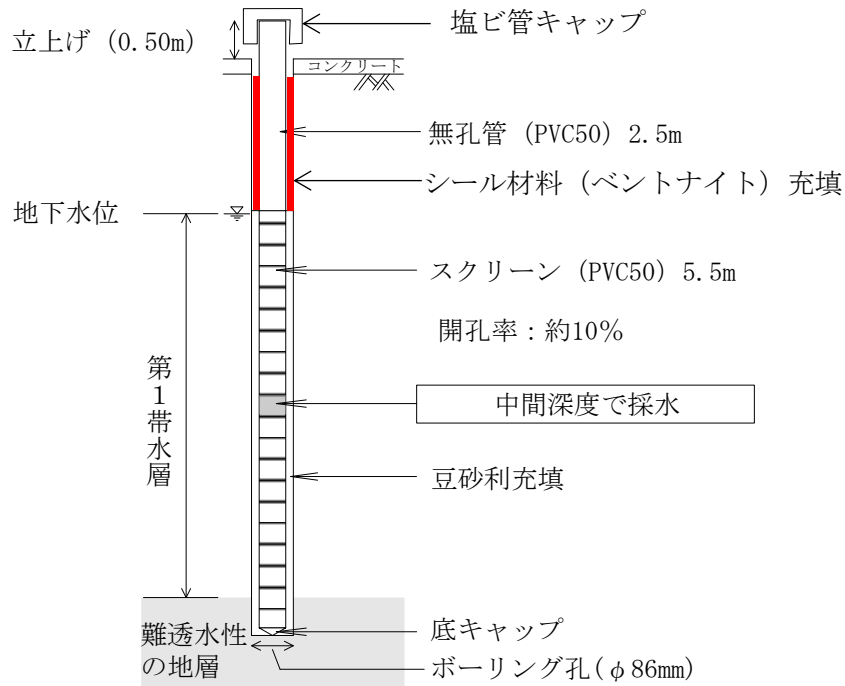 塩ビ管キャップ
立上げ（0.50m）
コンクリート
無孔管（PVC50）2.5m
シール材料（ベントナイト）充填
地下水位
スクリーン（PVC50）5.5m
開孔率：約10％
第1帯水層
中間深度で採水
豆砂利充填
難透水性
の地層
底キャップ
ボーリング孔(φ86mm)